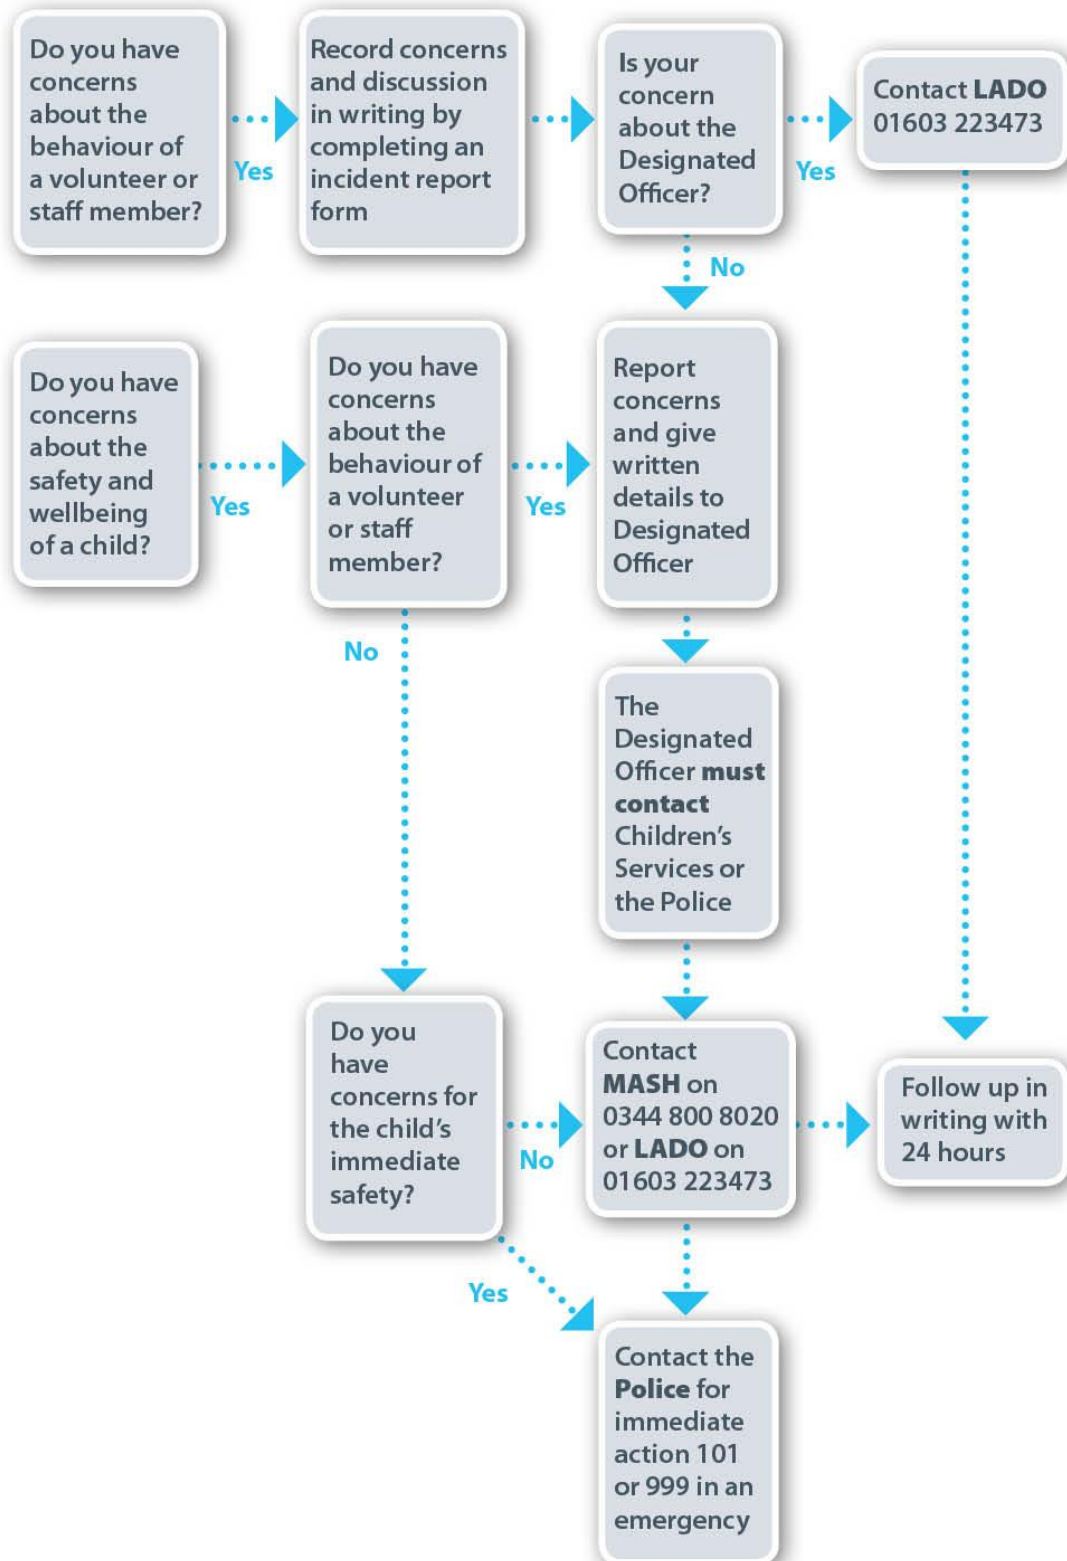 Do you have
concerns
about the
behaviour of
a volunteer or
staff member?
Yes
Record concerns
and discussion
in writing by
completing an
incident report
form
Is your
concern
about the
Designated
Officer?
Yes
Contact LADO
01603 223473
No
Do you have
concerns
about the
safety and
wellbeing
of a child?
Yes
Do you have
concerns
about the
behaviour of
a volunteer
or staff
member?
Yes
Report
concerns
and give
written
details to
Designated
Officer
No
The
Designated
Officer must
contact
Children's
Services or
the Police
Do you
have
concerns for
the child's
immediate
safety?
No
Contact
MASH on
0344 800 8020
or LADO on
01603 223473
Follow up in
writing with
24 hours
Yes
Contact the
Police for
immediate
action 101
or 999 in an
emergency